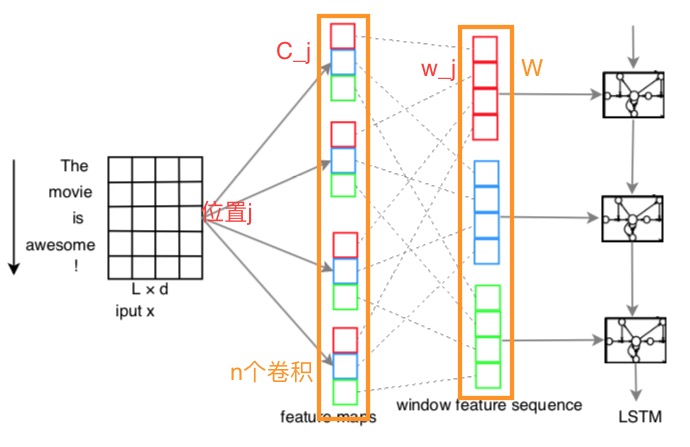 C_j
w_j
W
The
movie
is
awesome
!
位置j
L × d
iput x
n个卷积
feature maps
window feature sequence
LSTM